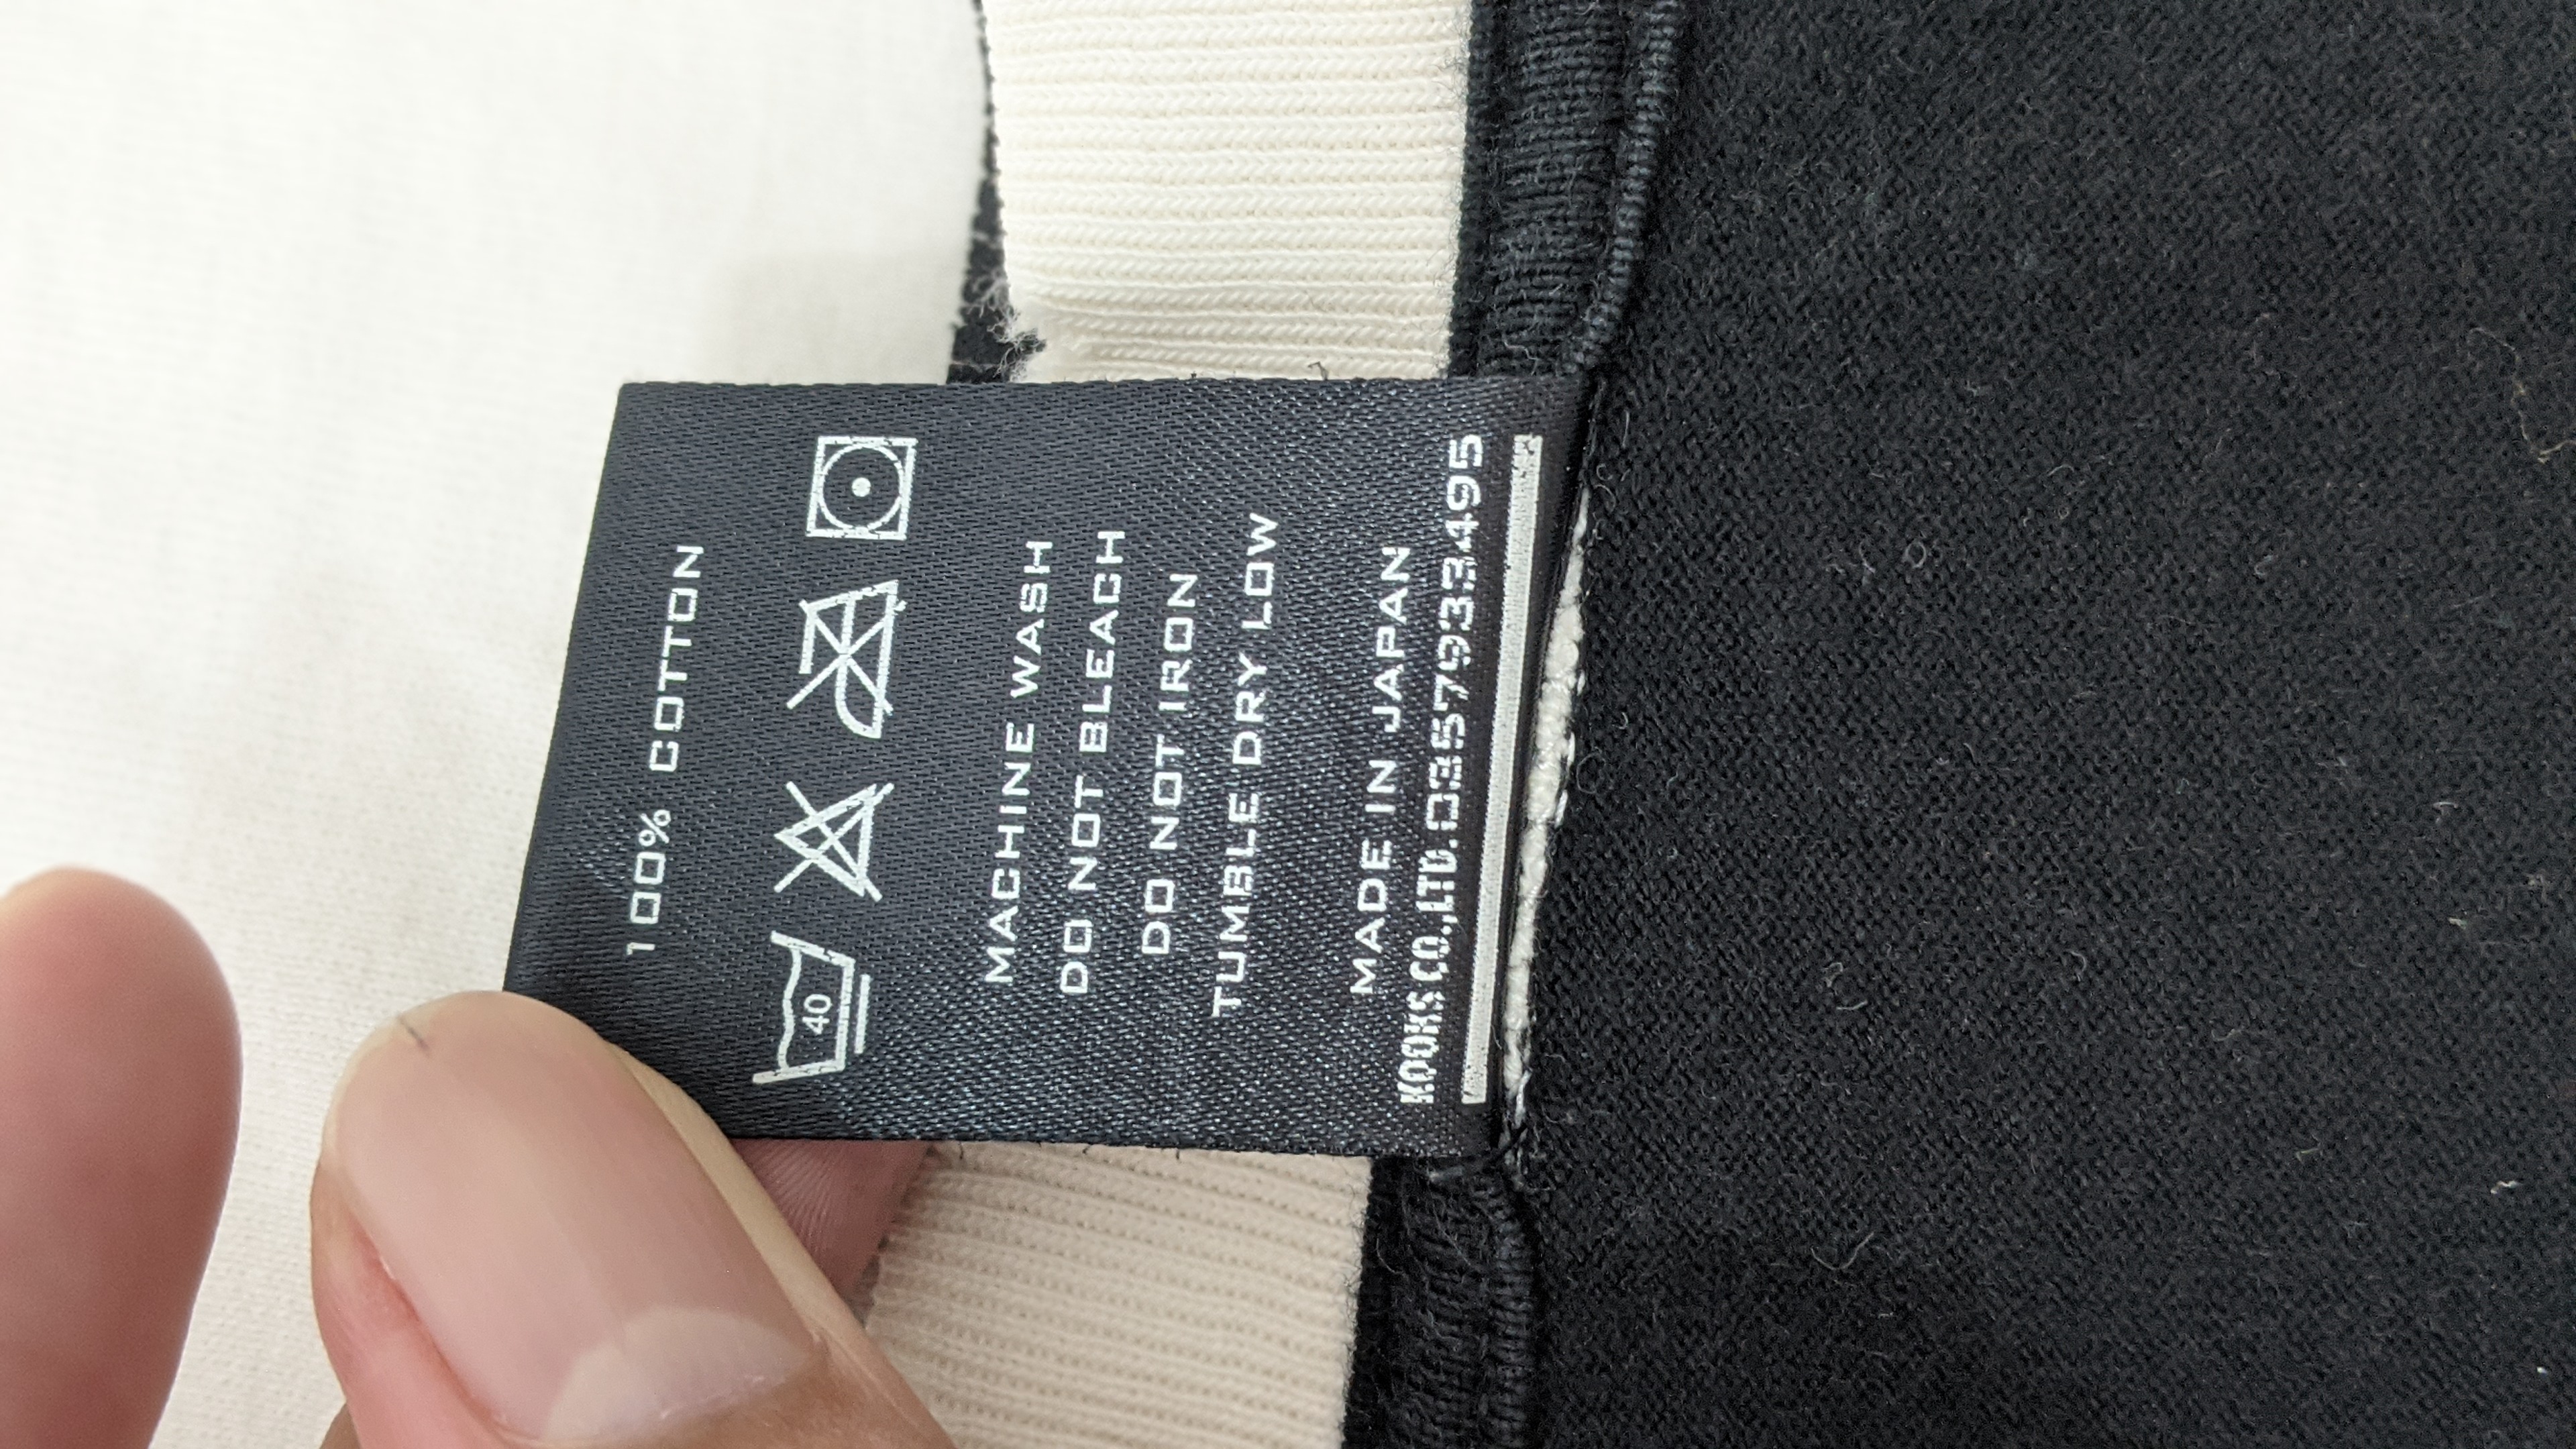 100% COTTON
40
MACHINE WASH
DO NOT BLEACH
DO NOT IRON
TUMBLE DRY LOW
MADE IN JAPAN
KOOKS CO.,LTD.0357933495